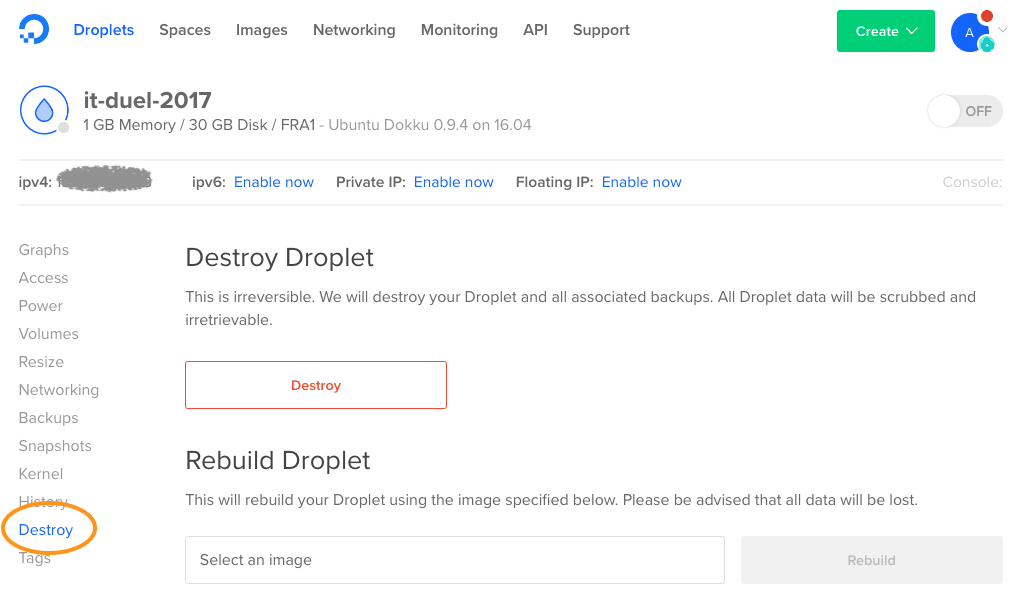 Droplets Spaces Images Networking Monitoring API Support Create A
it-duel-2017
1 GB Memory / 30 GB Disk / FRA1 - Ubuntu Dokku 0.9.4 on 16.04
OFF
ipv4: ipv6: Enable now Private IP: Enable now Floating IP: Enable now Console:
Graphs
Access
Power
Volumes
Resize
Networking
Backups
Snapshots
Kernel
History
Destroy
Tags
Destroy Droplet
This is irreversible. We will destroy your Droplet and all associated backups. All Droplet data will be scrubbed and
irretrievable.
Destroy
Rebuild Droplet
This will rebuild your Droplet using the image specified below. Please be advised that all data will be lost.
Select an image
Rebuild